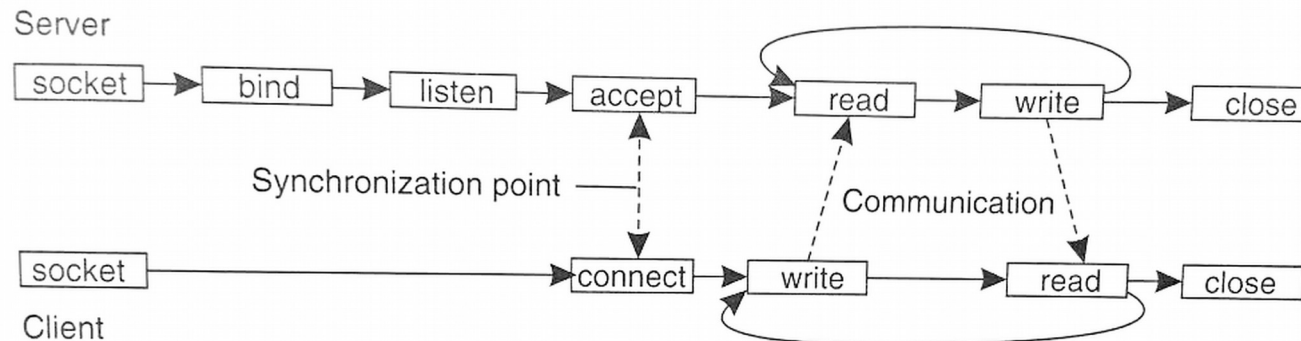 Server
socket bind listen accept read write close
Synchronization point
Communication
socket connect write read close
Client